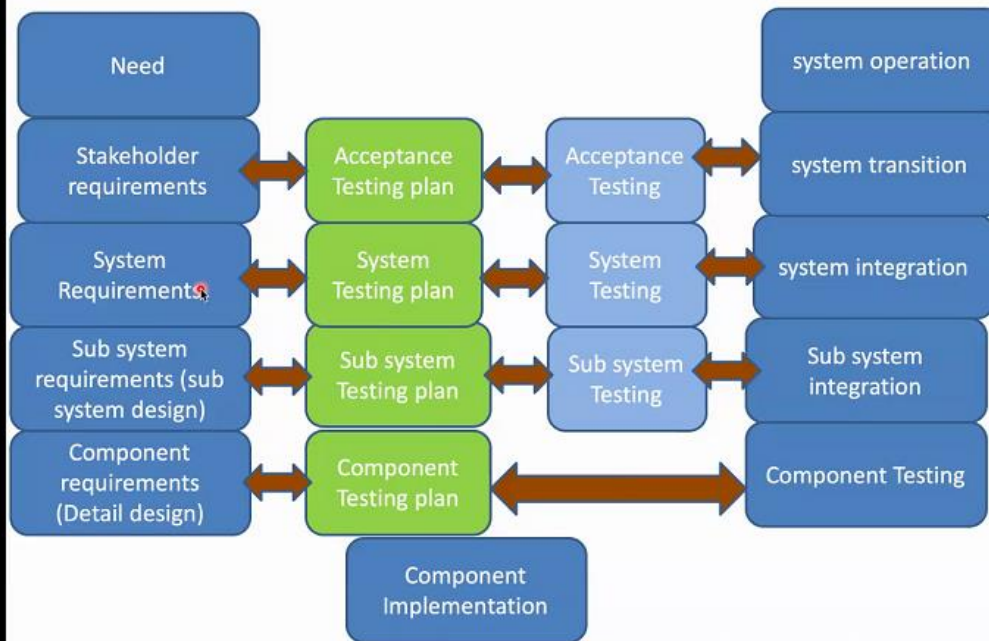 Need
system operation
Stakeholder
requirements
Acceptance
Testing plan
Acceptance
Testing
system transition
System
Requirements
System
Testing plan
System
Testing
system integration
Sub system
requirements (sub
system design)
Sub system
Testing plan
Sub system
Testing
Sub system
integration
Component
requirements
(Detail design)
Component
Testing plan
Component Testing
Component
Implementation